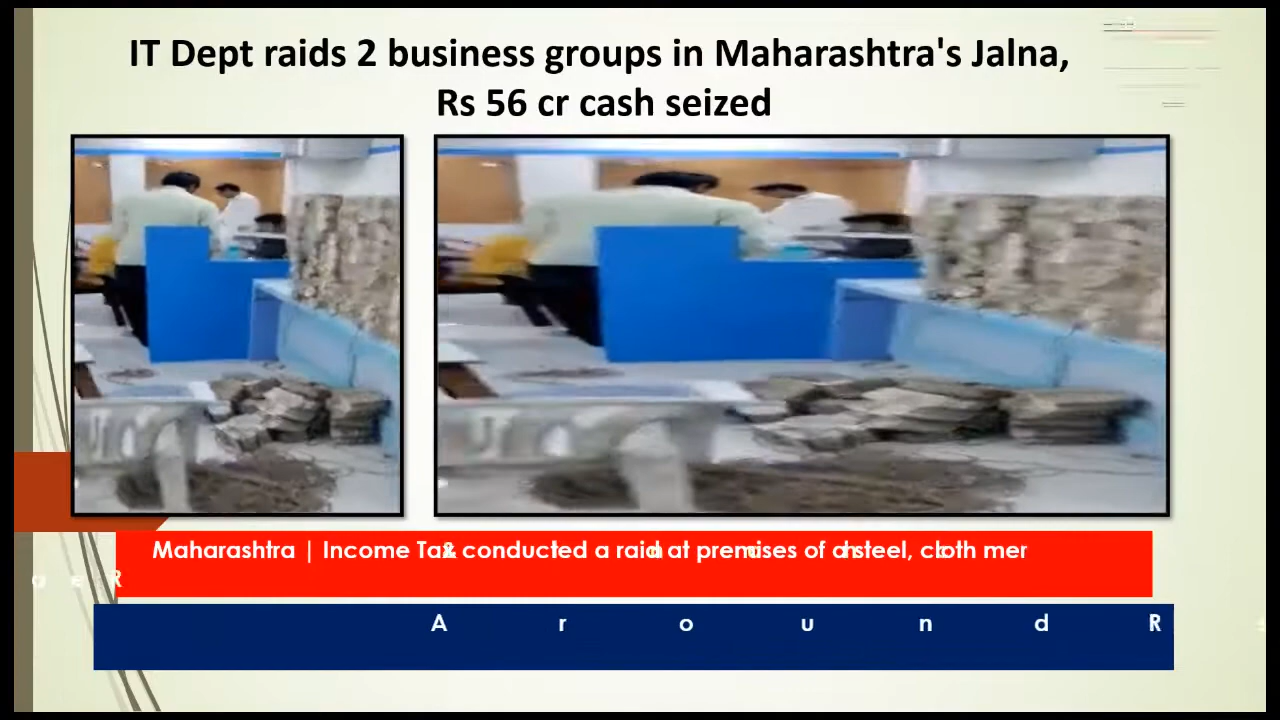 IT Dept raids 2 business groups in Maharashtra's Jalna,
Rs 56 cr cash seized
Maharashtra | Income Tax conducted a raid at premises of a steel, cloth mer
A r o u n d R